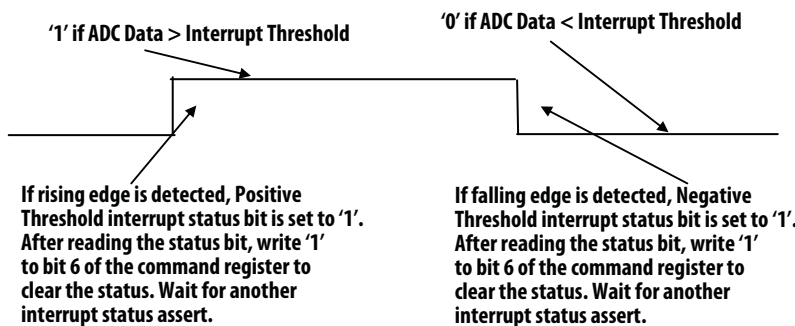 ‘1’ if ADC Data > Interrupt Threshold
‘0’ if ADC Data < Interrupt Threshold
If rising edge is detected, Positive
Threshold interrupt status bit is set to ‘1’.
After reading the status bit, write ‘1’
to bit 6 of the command register to
clear the status. Wait for another
interrupt status assert.
If falling edge is detected, Negative
Threshold interrupt status bit is set to ‘1’.
After reading the status bit, write ‘1’
to bit 6 of the command register to
clear the status. Wait for another
interrupt status assert.